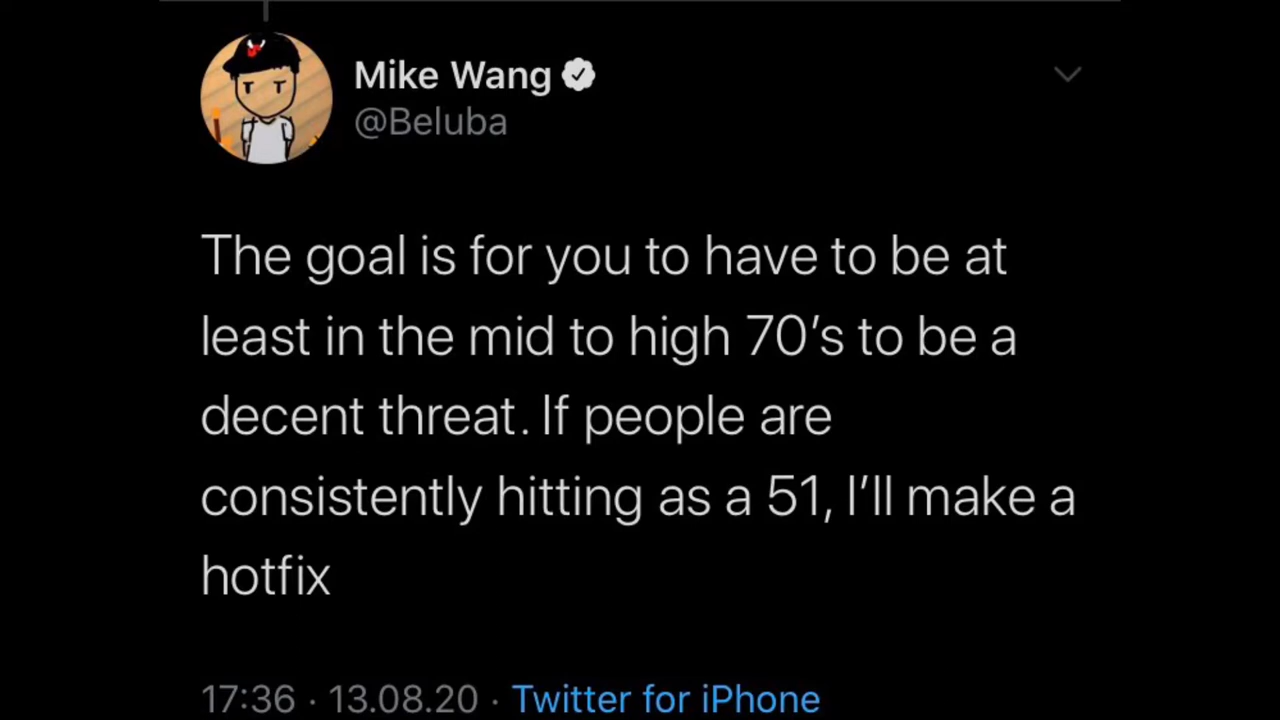 Mike Wang
@Beluba
The goal is for you to have to be at
least in the mid to high 70’s to be a
decent threat. If people are
consistently hitting as a 51, I’ll make a
hotfix
17:36 · 13.08.20 · Twitter for iPhone